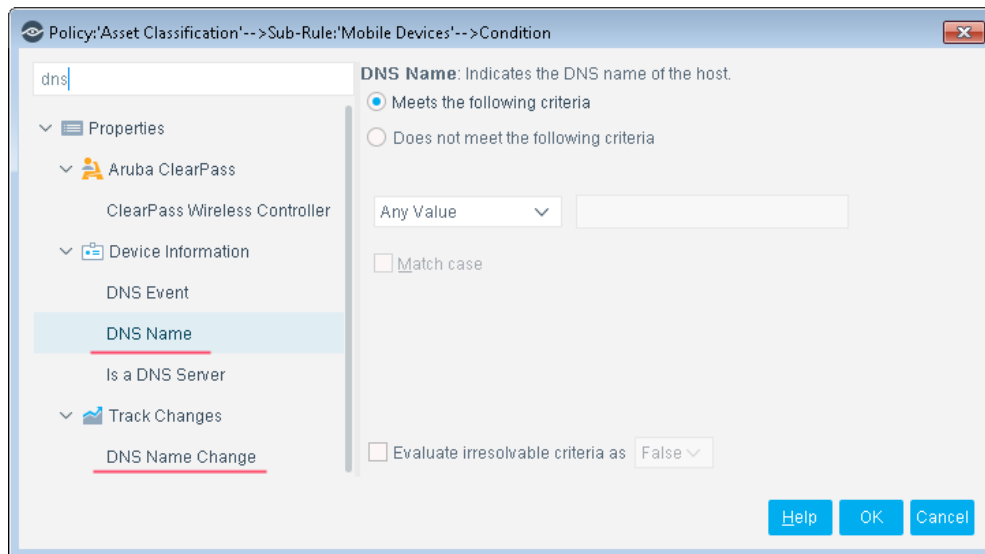 Policy:'Asset Classification'-->Sub-Rule:'Mobile Devices'-->Condition
dns
Properties
Aruba ClearPass
ClearPass Wireless Controller
Device Information
DNS Event
DNS Name
Is a DNS Server
Track Changes
DNS Name Change
DNS Name: Indicates the DNS name of the host.
Meets the following criteria
Does not meet the following criteria
Any Value
Match case
Evaluate irresolvable criteria as False
Help OK Cancel